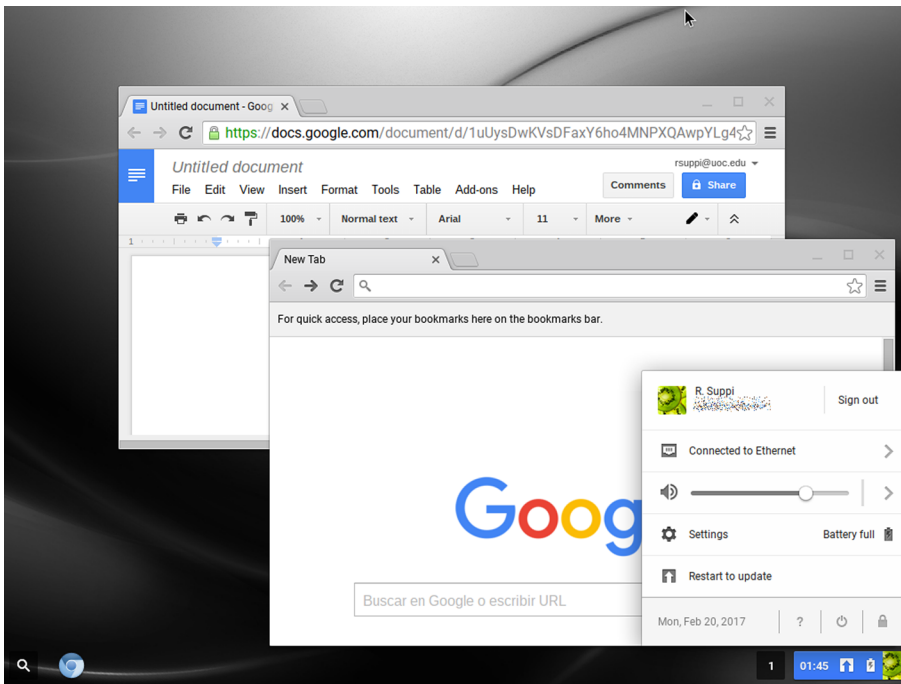 Untitled document - Goog
https://docs.google.com/document/d/1uUysDwKVsDFaxY6ho4MNPXQAwpYLg4
Untitled document
rsuppi@uoc.edu
File Edit View Insert Format Tools Table Add-ons Help
Comments
Share
100% Normal text Arial 11 More
1
New Tab
For quick access, place your bookmarks here on the bookmarks bar.
Goog
Buscar en Google o escribir URL
R. Suppi
Sign out
Connected to Ethernet
Settings
Battery full
Restart to update
Mon, Feb 20, 2017
?
1
01:45